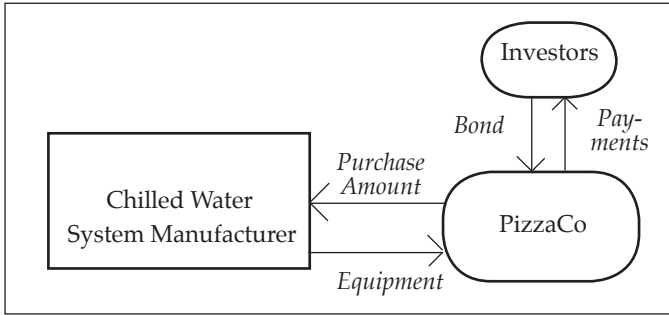 Investors
Bond
Pay-
ments
Purchase
Amount
Chilled Water
System Manufacturer
PizzaCo
Equipment